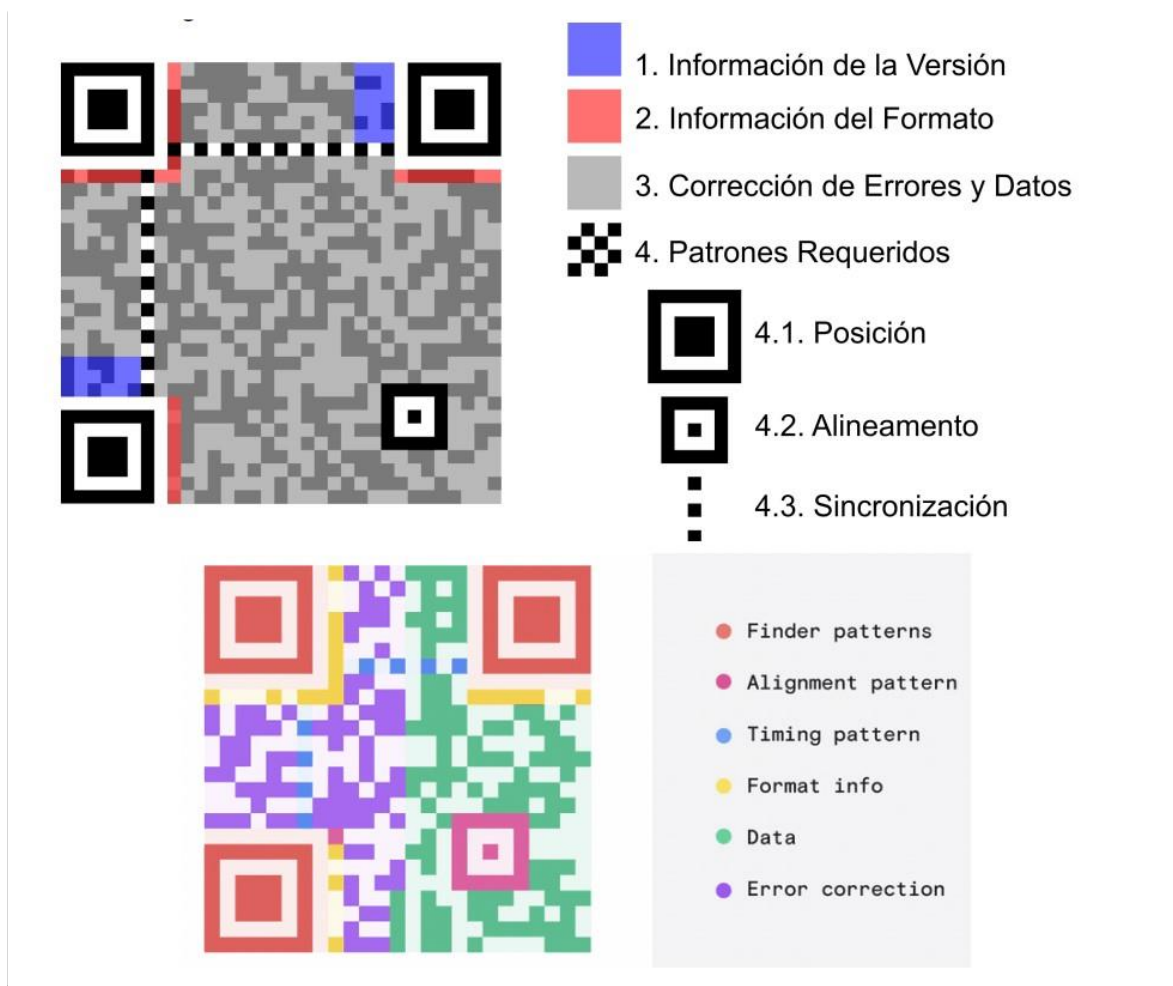 1. Información de la Versión
2. Información del Formato
3. Corrección de Errores y Datos
4. Patrones Requeridos
4.1. Posición
4.2. Alineamento
4.3. Sincronización
Finder patterns
Alignment pattern
Timing pattern
Format info
Data
Error correction